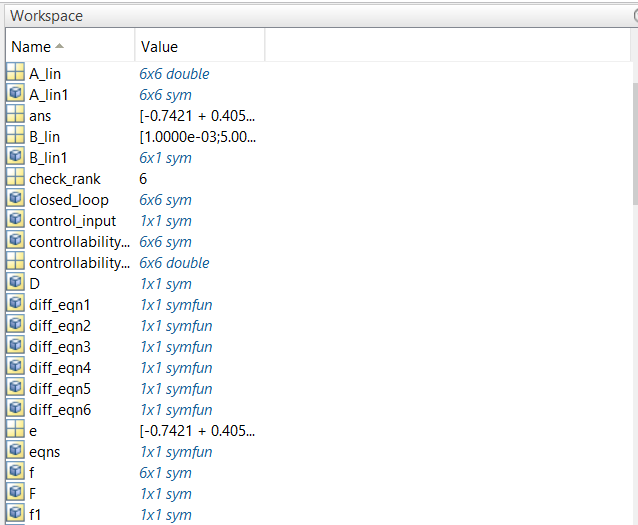 Workspace
Name Value
A_lin 6x6 double
A_lin1 6x6 sym
ans [-0.7421 + 0.405...
B_lin [1.0000e-03;5.00...
B_lin1 6x1 sym
check_rank 6
closed_loop 6x6 sym
control_input 1x1 sym
controllability... 6x6 sym
controllability... 6x6 double
D 1x1 sym
diff_eqn1 1x1 symfun
diff_eqn2 1x1 symfun
diff_eqn3 1x1 symfun
diff_eqn4 1x1 symfun
diff_eqn5 1x1 symfun
diff_eqn6 1x1 symfun
e [-0.7421 + 0.405...
eqns 1x1 symfun
f 6x1 sym
F 1x1 sym
f1 1x1 sym